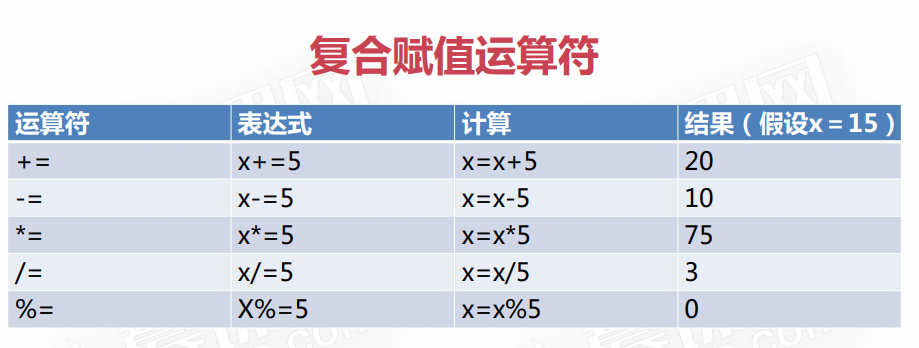 复合赋值运算符
运算符 表达式 计算 结果（假设x＝15）
+= x+=5 x=x+5 20
-= x-=5 x=x-5 10
*= x*=5 x=x*5 75
/= x/=5 x=x/5 3
%= X%=5 x=x%5 0